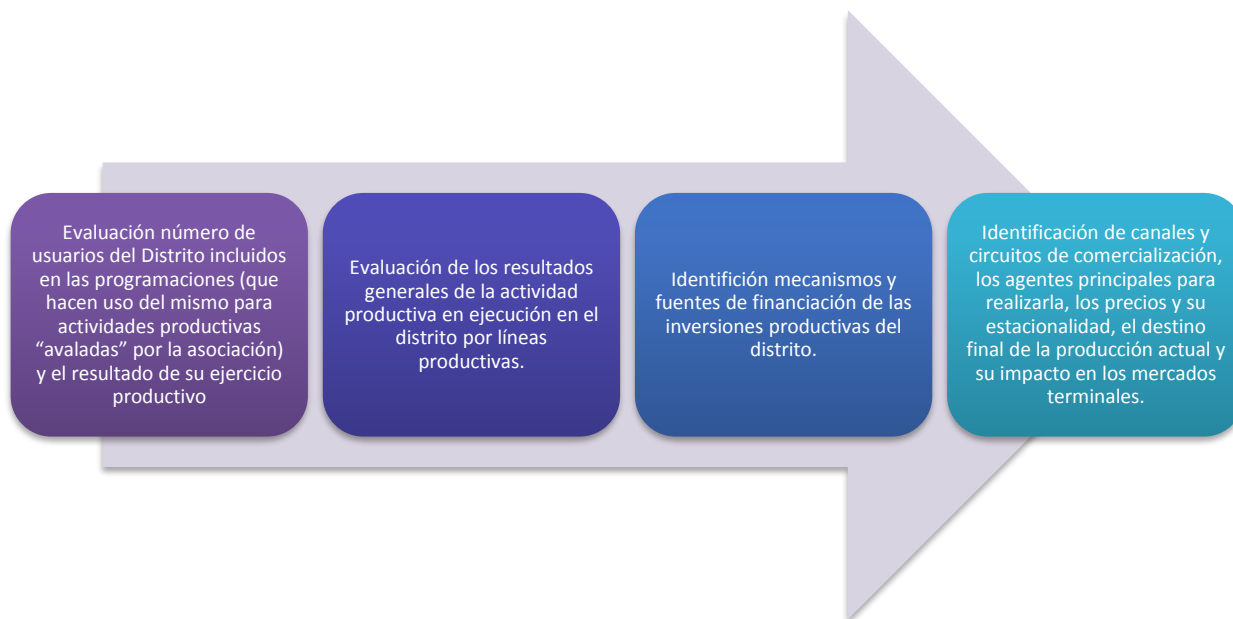 Evaluación número de
usuarios del Distrito incluidos
en las programaciones (que
hacen uso del mismo para
actividades productivas
“avaladas” por la asociación)
y el resultado de su ejercicio
productivo
Evaluación de los resultados
generales de la actividad
productiva en ejecución en el
distrito por líneas
productivas.
Identifición mecanismos y
fuentes de financiación de las
inversiones productivas del
distrito.
Identificación de canales y
circuitos de comercialización,
los agentes principales para
realizarla, los precios y su
estacionalidad, el destino
final de la producción actual y
su impacto en los mercados
terminales.